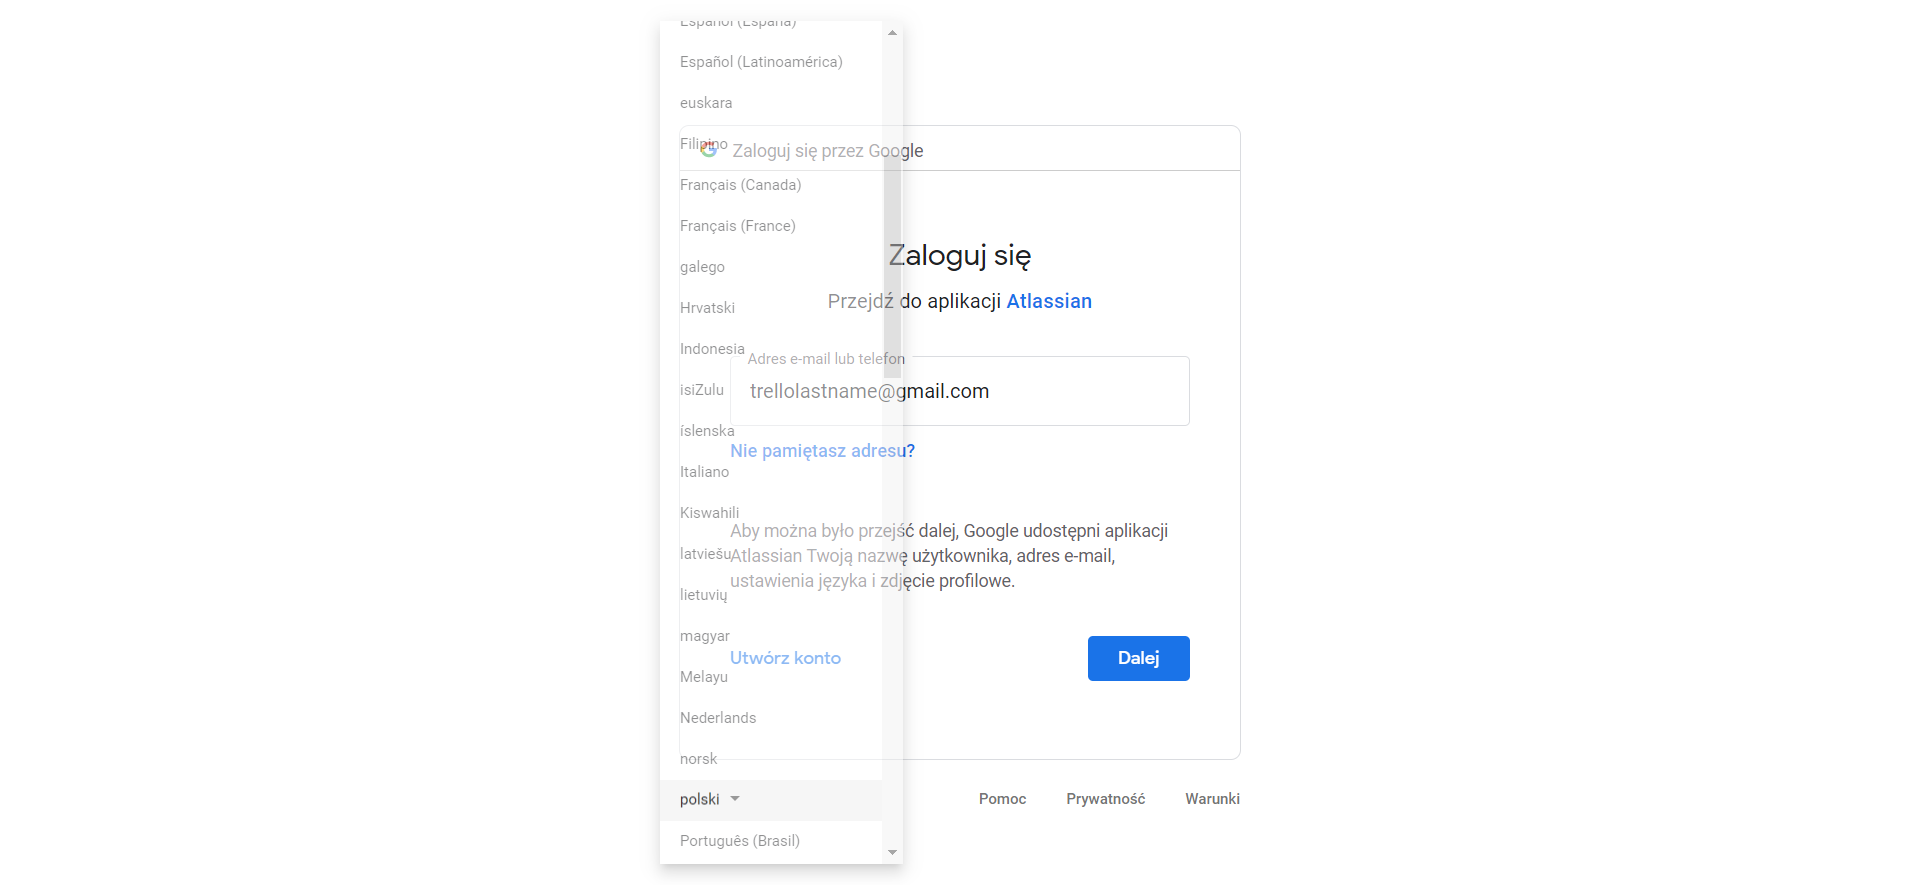 Español (España)
Español (Latinoamérica)
euskara
Filipino
Français (Canada)
Français (France)
galego
Hrvatski
Indonesia
isiZulu
íslenska
Italiano
Kiswahili
latviešu
lietuvių
magyar
Melayu
Nederlands
norsk
polski
Português (Brasil)
Zaloguj się przez Google
Zaloguj się
Przejdź do aplikacji Atlassian
Adres e-mail lub telefon
trellolastname@gmail.com
Nie pamiętasz adresu?
Aby można było przejść dalej, Google udostępni aplikacji
Atlassian Twoją nazwę użytkownika, adres e-mail,
ustawienia języka i zdjęcie profilowe.
Utwórz konto
Dalej
Pomoc
Prywatność
Warunki